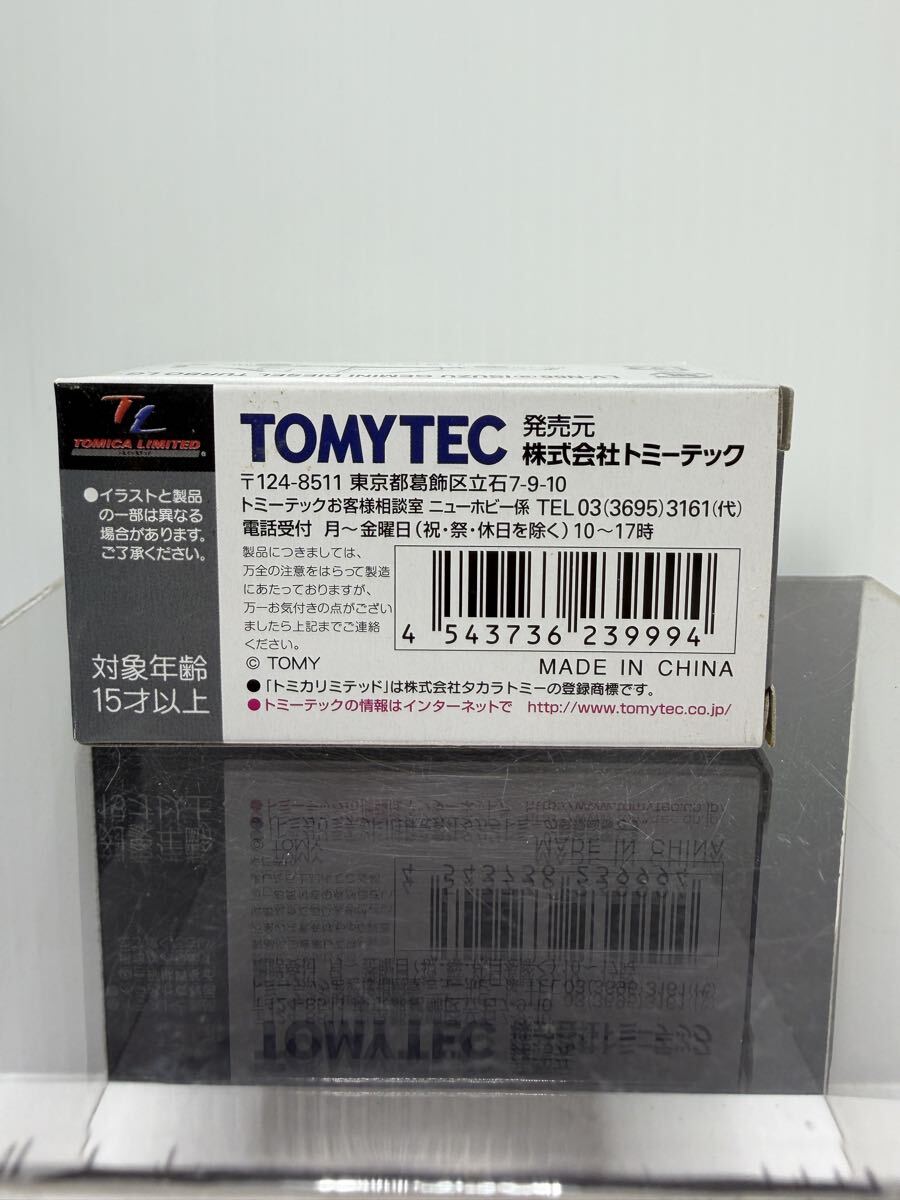 ISUZU GEMINI DIESEL TURBO
TL
TOMICA LIMITED
●イラストと製品
の一部は異なる
場合があります。
ご了承ください。
対象年齢
15才以上
TOMYTEC
発売元
株式会社トミーテック
〒124-8511 東京都葛飾区立石7-9-10
トミーテックお客様相談室 ニューホビー係 TEL 03(3695)3161(代)
電話受付 月〜金曜日(祝・祭・休日を除く)10〜17時
製品につきましては、
万全の注意をはらって製造
にあたっておりますが、
万一お気付きの点がござい
ましたら上記までご連絡
ください。
© TOMY
4 543736 239994
MADE IN CHINA
●「トミカリミテッド」は株式会社タカラトミーの登録商標です。
●トミーテックの情報はインターネットで http://www.tomytec.co.jp/